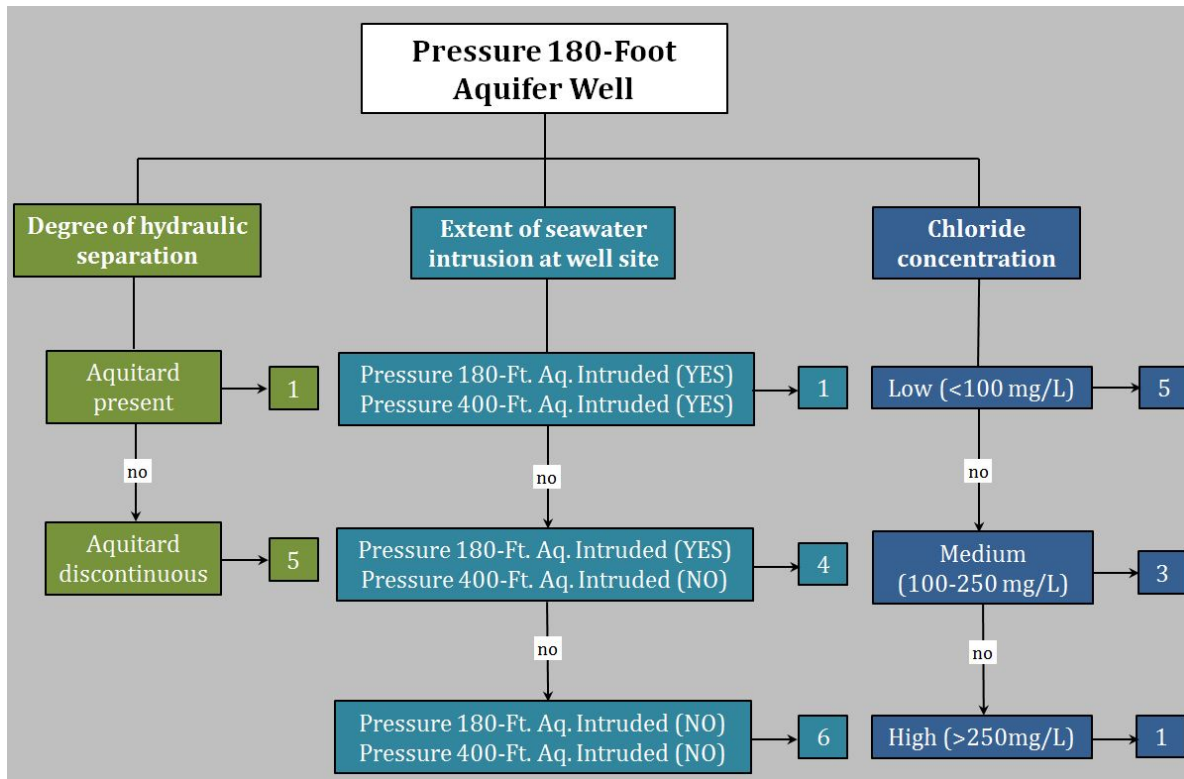 Pressure 180-Foot
Aquifer Well
Degree of hydraulic
separation
Extent of seawater
intrusion at well site
Chloride
concentration
Aquitard
present
1
Pressure 180-Ft. Aq. Intruded (YES)
Pressure 400-Ft. Aq. Intruded (YES)
1
Low (<100 mg/L)
5
no
no
no
Aquitard
discontinuous
5
Pressure 180-Ft. Aq. Intruded (YES)
Pressure 400-Ft. Aq. Intruded (NO)
4
Medium
(100-250 mg/L)
3
no
no
Pressure 180-Ft. Aq. Intruded (NO)
Pressure 400-Ft. Aq. Intruded (NO)
6
High (>250mg/L)
1